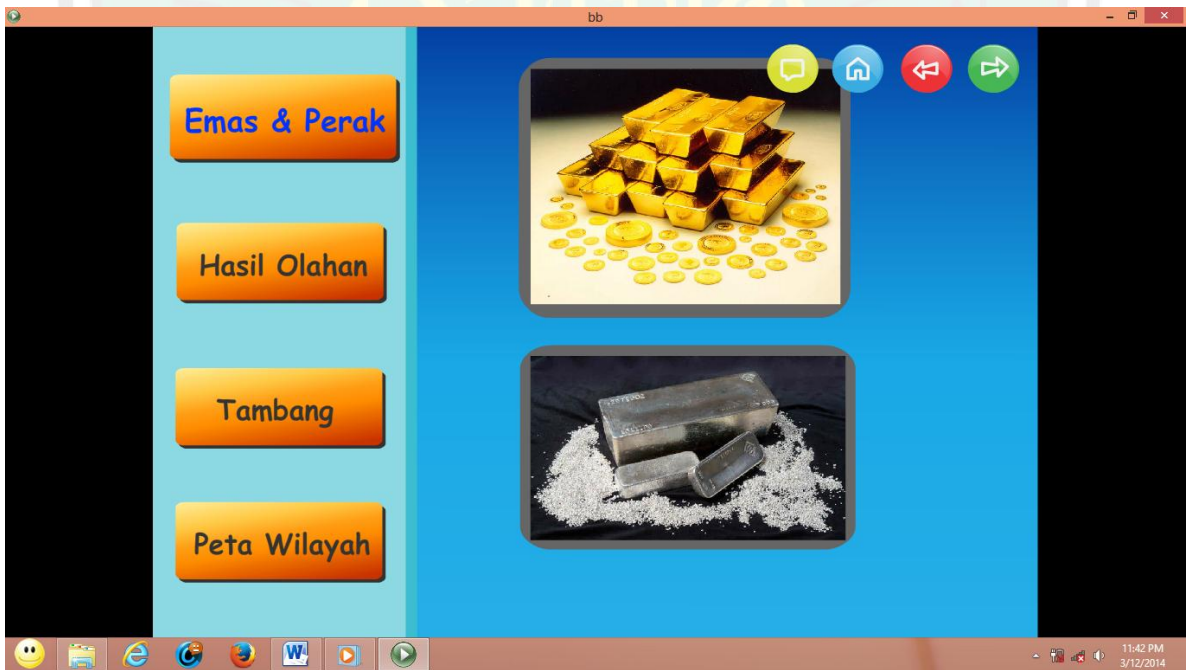 bb
Emas & Perak
Hasil Olahan
Tambang
Peta Wilayah
11:42 PM
3/12/2014